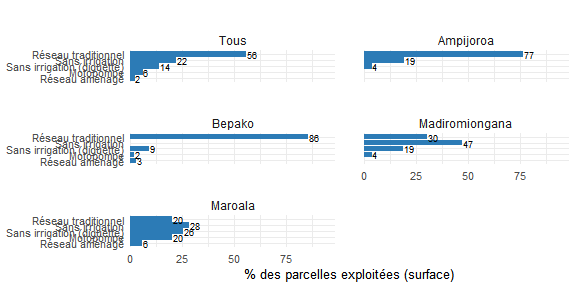 Tous
Réseau traditionnel 56
Sans irrigation 22
Sans irrigation (diguette) 14
Motopompe 6
Réseau aménagé 2
Ampijoroa
77
19
4
Bepako
Réseau traditionnel 86
Sans irrigation
Sans irrigation (diguette) 9
Motopompe 2
Réseau aménagé 3
Madiromiongana
30
47
19
4
0 25 50 75
Maroala
Réseau traditionnel 20
Sans irrigation 28
Sans irrigation (diguette) 26
Motopompe 20
Réseau aménagé 6
0 25 50 75
% des parcelles exploitées (surface)